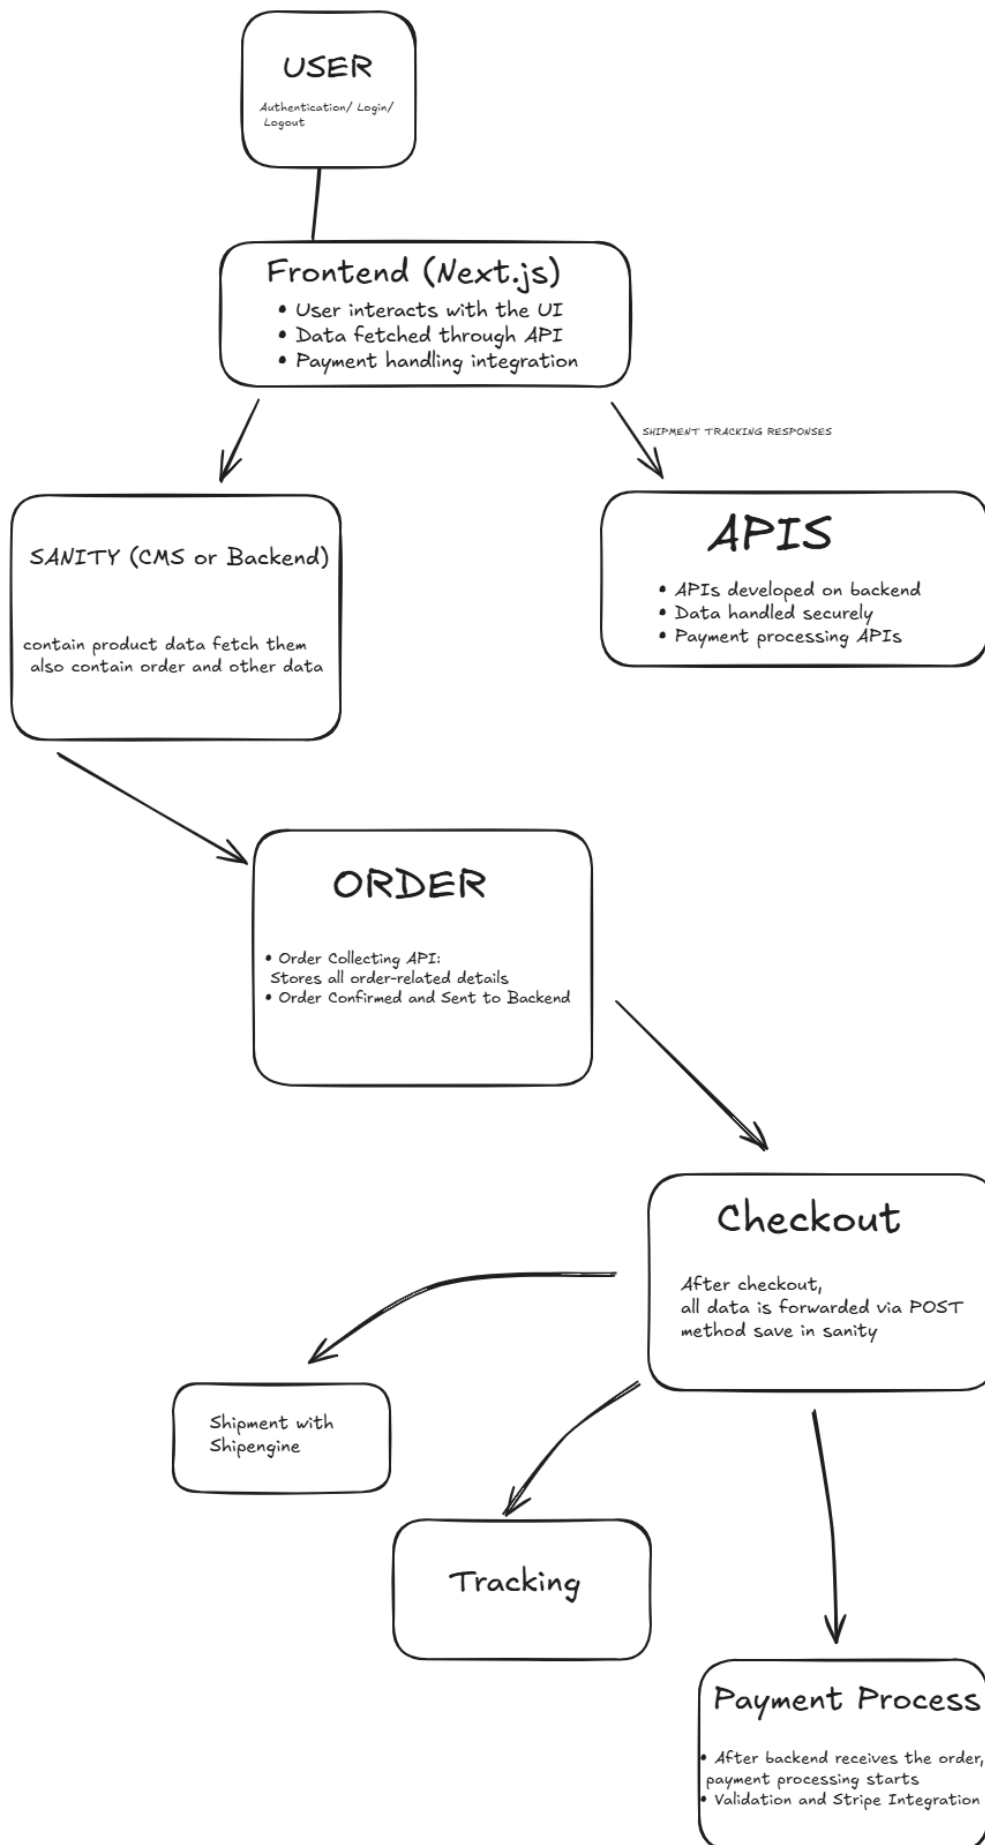 USER
Authentication/ Login/
Logout
Frontend (Next.js)
• User interacts with the UI
• Data fetched through API
• Payment handling integration
SHIPMENT TRACKING RESPONSES
SANITY (CMS or Backend)
contain product data fetch them
also contain order and other data
APIS
• APIs developed on backend
• Data handled securely
• Payment processing APIs
ORDER
• Order Collecting API:
Stores all order-related details
• Order Confirmed and Sent to Backend
Checkout
After checkout,
all data is forwarded via POST
method save in sanity
Shipment with
Shipengine
Tracking
Payment Process
• After backend receives the order,
payment processing starts
• Validation and Stripe Integration